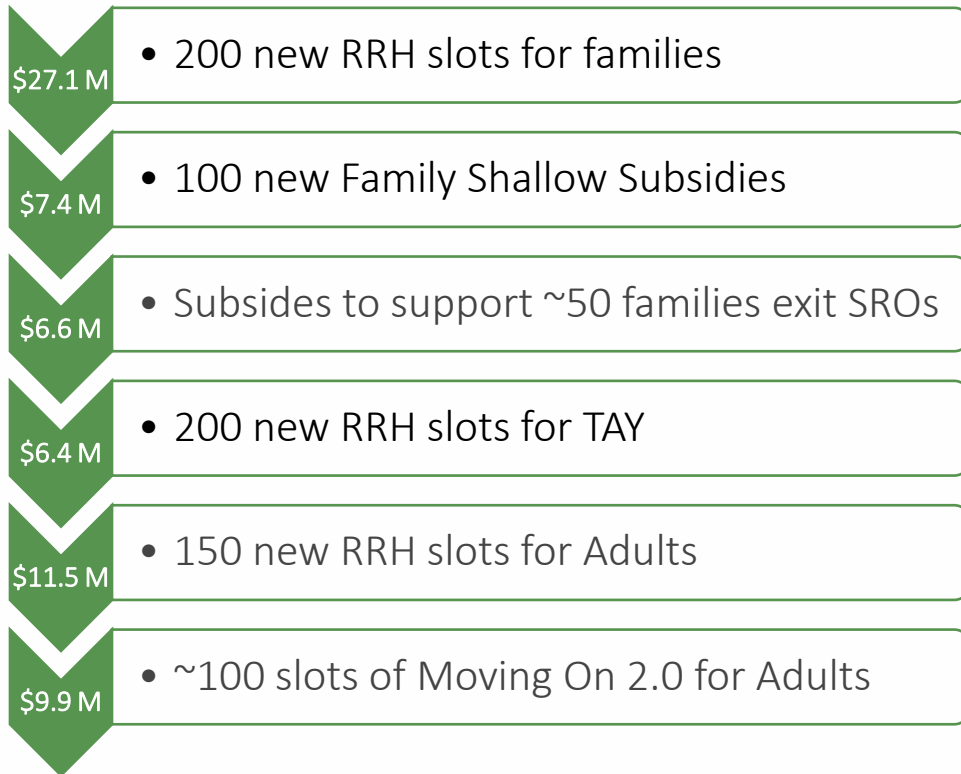 $27.1 M
• 200 new RRH slots for families
$7.4 M
• 100 new Family Shallow Subsidies
$6.6 M
• Subsides to support ~50 families exit SROs
$6.4 M
• 200 new RRH slots for TAY
$11.5 M
• 150 new RRH slots for Adults
$9.9 M
• ~100 slots of Moving On 2.0 for Adults